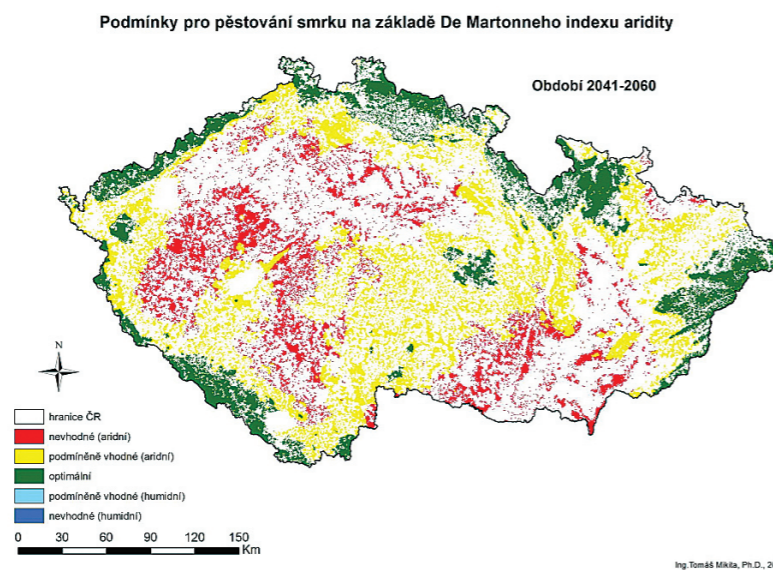 Podmínky pro pěstování smrku na základě De Martonneho indexu aridity
Období 2041-2060
N
hranice ČR
nevhodné (aridní)
podmíněně vhodné (aridní)
optimální
podmíněně vhodné (humidní)
nevhodné (humidní)
0 30 60 90 120 150
Km
Ing.Tomáš Mikita, Ph.D.,